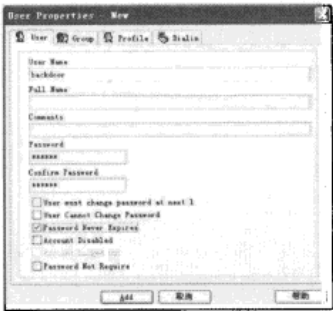 User Properties - New
User Group Profile Dialin
User Name
backdoor
Full Name
Comments
Password
******
Confirm Password
******
User must change password at next l
User Cannot Change Password
Password Never Expires
Account Disabled
Password Not Require
Add 取消 帮助